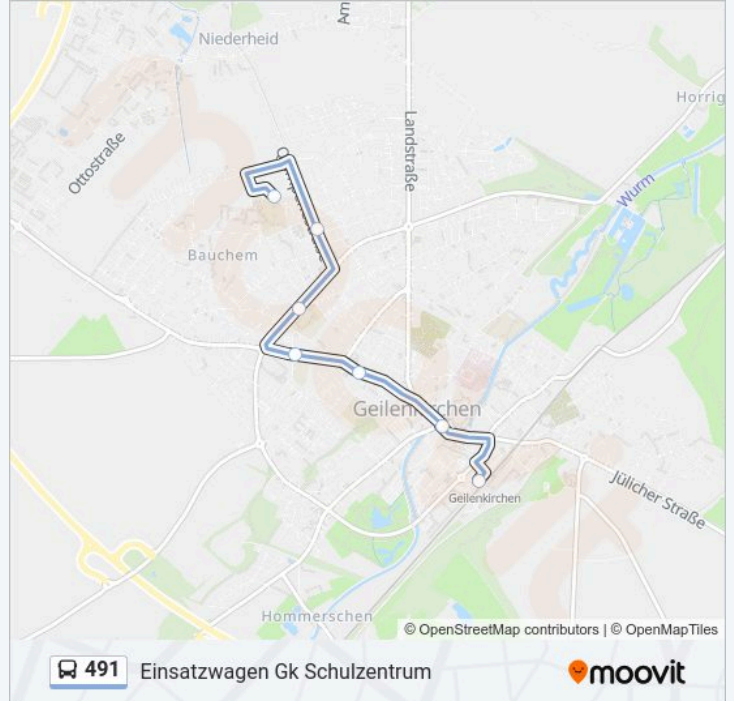 Am
Niederheid
Horrig
Landstraße
Ottostraße
Wurm
Bauchem
Geilenkirchen
Jülicher Straße
Geilenkirchen
Hommerschen
© OpenStreetMap contributors | © OpenMapTiles
491 Einsatzwagen Gk Schulzentrum
moovit